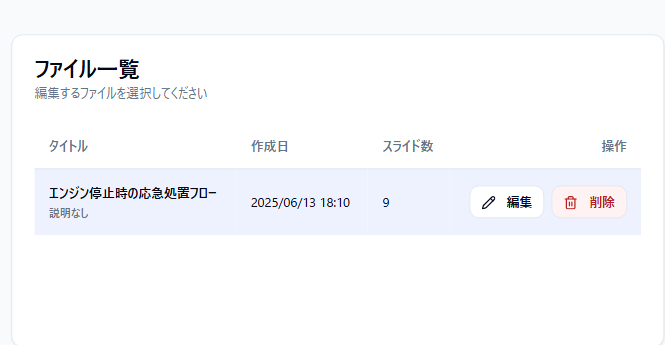 ファイル一覧
編集するファイルを選択してください
タイトル 作成日 スライド数 操作
エンジン停止時の応急処置フロー
説明なし
2025/06/13 18:10 9 編集 削除